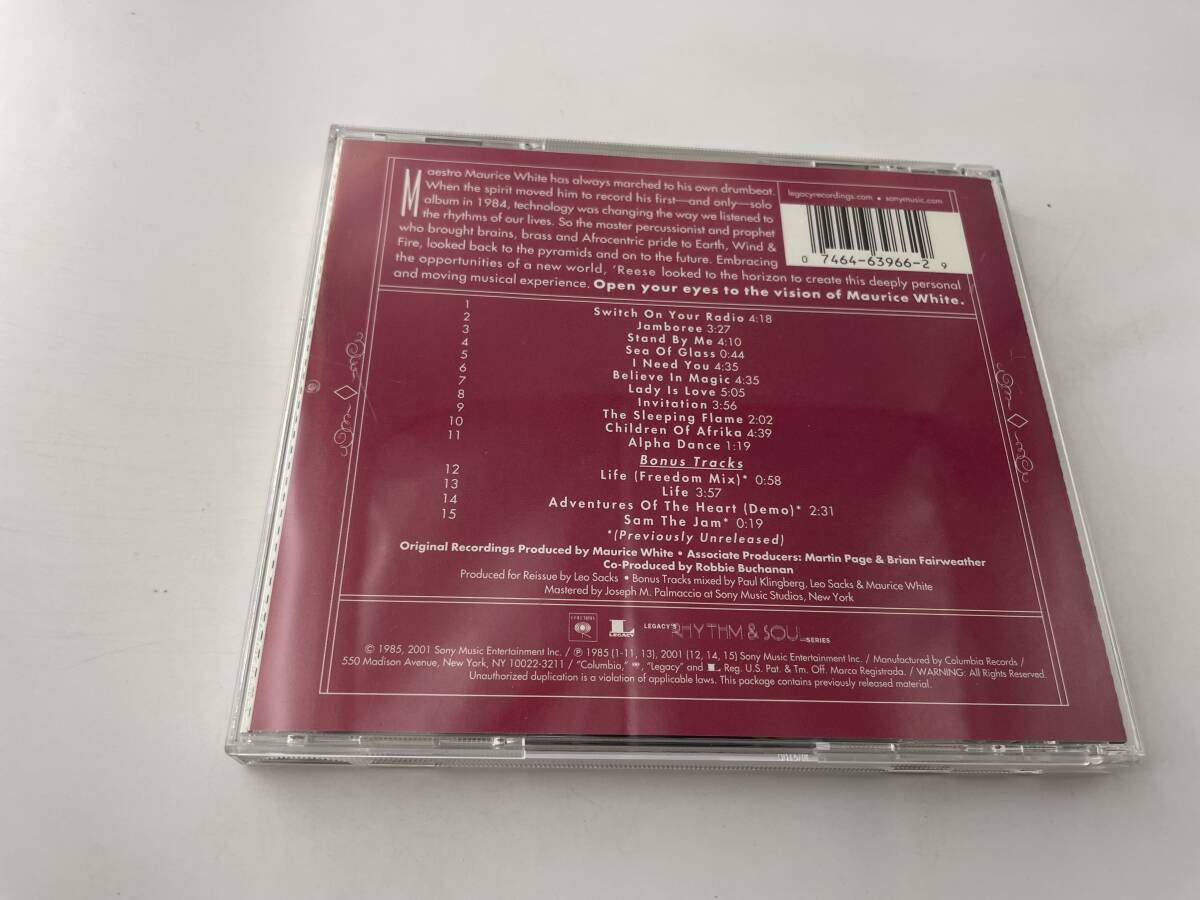 Maestro Maurice White has always marched to his own drumbeat.
When the spirit moved him to record his first—and only—solo
album in 1984, technology was changing the way we listened to
the rhythms of our lives. So the master percussionist and prophet
who brought brains, brass and Afrocentric pride to Earth, Wind &
Fire, looked back to the pyramids and on to the future. Embracing
the opportunities of a new world, 'Reese looked to the horizon to create this deeply personal
and moving musical experience. Open your eyes to the vision of Maurice White.
legacyrecordings.com • sonymusic.com
0 7464-63966-2 9
1 Switch On Your Radio 4:18
2 Jamboree 3:27
3 Stand By Me 4:10
4 Sea Of Glass 0:44
5 I Need You 4:35
6 Believe In Magic 4:35
7 Lady Is Love 5:05
8 Invitation 3:56
9 The Sleeping Flame 2:02
10 Children Of Afrika 4:39
11 Alpha Dance 1:19
Bonus Tracks
12 Life (Freedom Mix)* 0:58
13 Life 3:57
14 Adventures Of The Heart (Demo)* 2:31
15 Sam The Jam* 0:19
*(Previously Unreleased)
Original Recordings Produced by Maurice White • Associate Producers: Martin Page & Brian Fairweather
Co-Produced by Robbie Buchanan
Produced for Reissue by Leo Sacks • Bonus Tracks mixed by Paul Klingberg, Leo Sacks & Maurice White
Mastered by Joseph M. Palmaccio at Sony Music Studios, New York
COLUMBIA L LEGACY LEGACY'S RHYTHM & SOUL SERIES
© 1985, 2001 Sony Music Entertainment Inc. / ℗ 1985 (1-11, 13), 2001 (12, 14, 15) Sony Music Entertainment Inc. / Manufactured by Columbia Records /
550 Madison Avenue, New York, NY 10022-3211 / "Columbia," , "Legacy" and L Reg. U.S. Pat. & Tm. Off. Marca Registrada. / WARNING: All Rights Reserved.
Unauthorized duplication is a violation of applicable laws. This package contains previously released material.